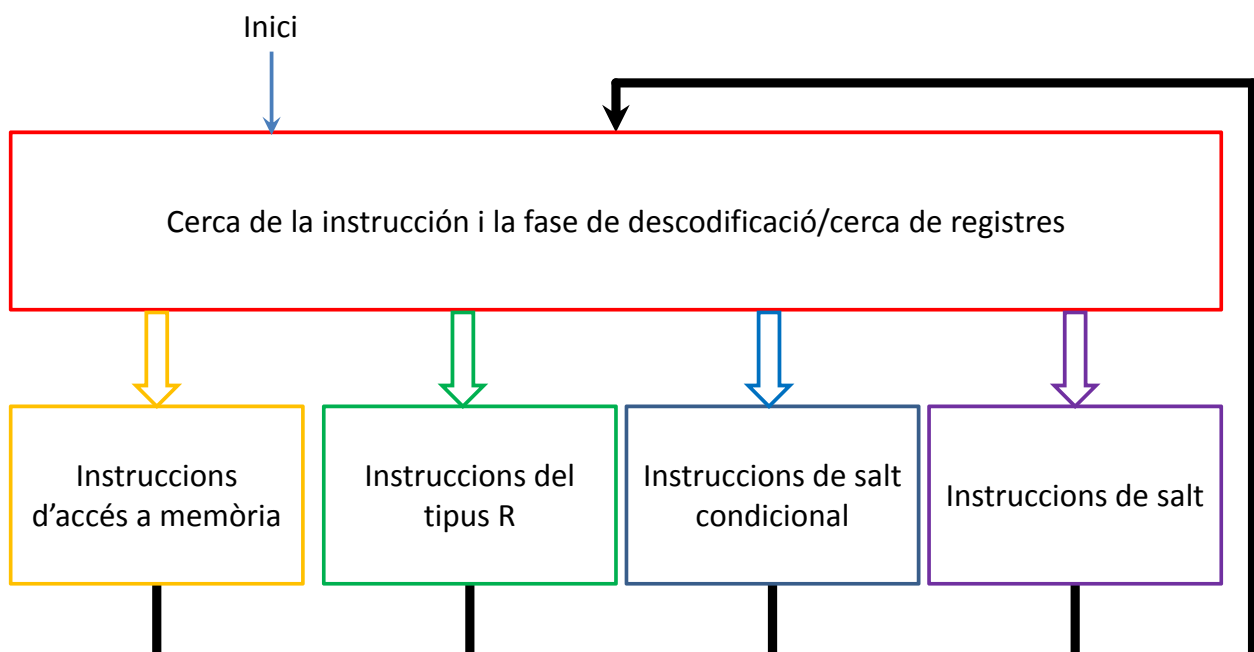 Inici
Cerca de la instrucción i la fase de descodificació/cerca de registres
Instruccions
d’accés a memòria
Instruccions del
tipus R
Instruccions de salt
condicional
Instruccions de salt